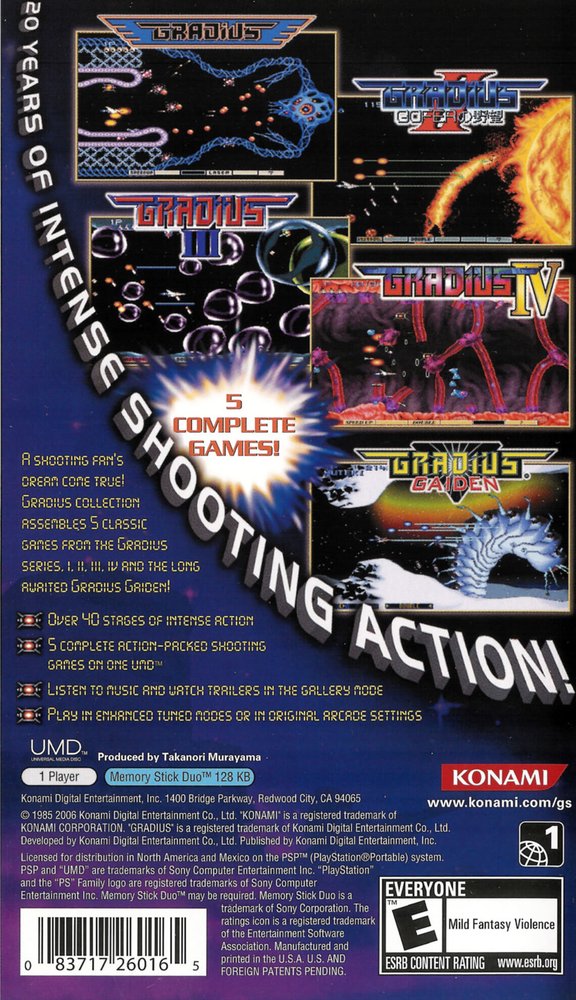 20 YEARS OF INTENSE SHOOTING ACTION!
GRADIUS
SPEEDUP
LASER
?
GRADIUS
II
GOFERの野望
DOUBLE
1P
GRADIUS
III
GRADIUS IV
SPEED UP
DOUBLE
?
GRADIUS
GAIDEN
DOUBLE
5
COMPLETE
GAMES!
A SHOOTING FAN'S
DREAM COME TRUE!
GRADIUS COLLECTION
ASSEMBLES 5 CLASSIC
GAMES FROM THE GRADIUS
SERIES, I, II, III, IV AND THE LONG
AWAITED GRADIUS GAIDEN!
OVER 40 STAGES OF INTENSE ACTION
5 COMPLETE ACTION-PACKED SHOOTING
GAMES ON ONE UMD™
LISTEN TO MUSIC AND WATCH TRAILERS IN THE GALLERY MODE
PLAY IN ENHANCED TUNED MODES OR IN ORIGINAL ARCADE SETTINGS
UMD™
UNIVERSAL MEDIA DISC
Produced by Takanori Murayama
1 Player
Memory Stick Duo™ 128 KB
KONAMI
www.konami.com/gs
Konami Digital Entertainment, Inc. 1400 Bridge Parkway, Redwood City, CA 94065
© 1985 2006 Konami Digital Entertainment Co., Ltd. "KONAMI" is a registered trademark of
KONAMI CORPORATION. "GRADIUS" is a registered trademark of Konami Digital Entertainment Co., Ltd.
Developed by Konami Digital Entertainment Co., Ltd. Published by Konami Digital Entertainment, Inc.
Licensed for distribution in North America and Mexico on the PSP™ (PlayStation®Portable) system.
PSP and "UMD" are trademarks of Sony Computer Entertainment Inc. "PlayStation"
and the "PS" Family logo are registered trademarks of Sony Computer
Entertainment Inc. Memory Stick Duo™ may be required. Memory Stick Duo is a
trademark of Sony Corporation. The
ratings icon is a registered trademark
of the Entertainment Software
Association. Manufactured and
printed in the U.S.A. U.S. AND
FOREIGN PATENTS PENDING.
1
EVERYONE
™
E
Mild Fantasy Violence
ESRB CONTENT RATING www.esrb.org
0 83717 26016 5